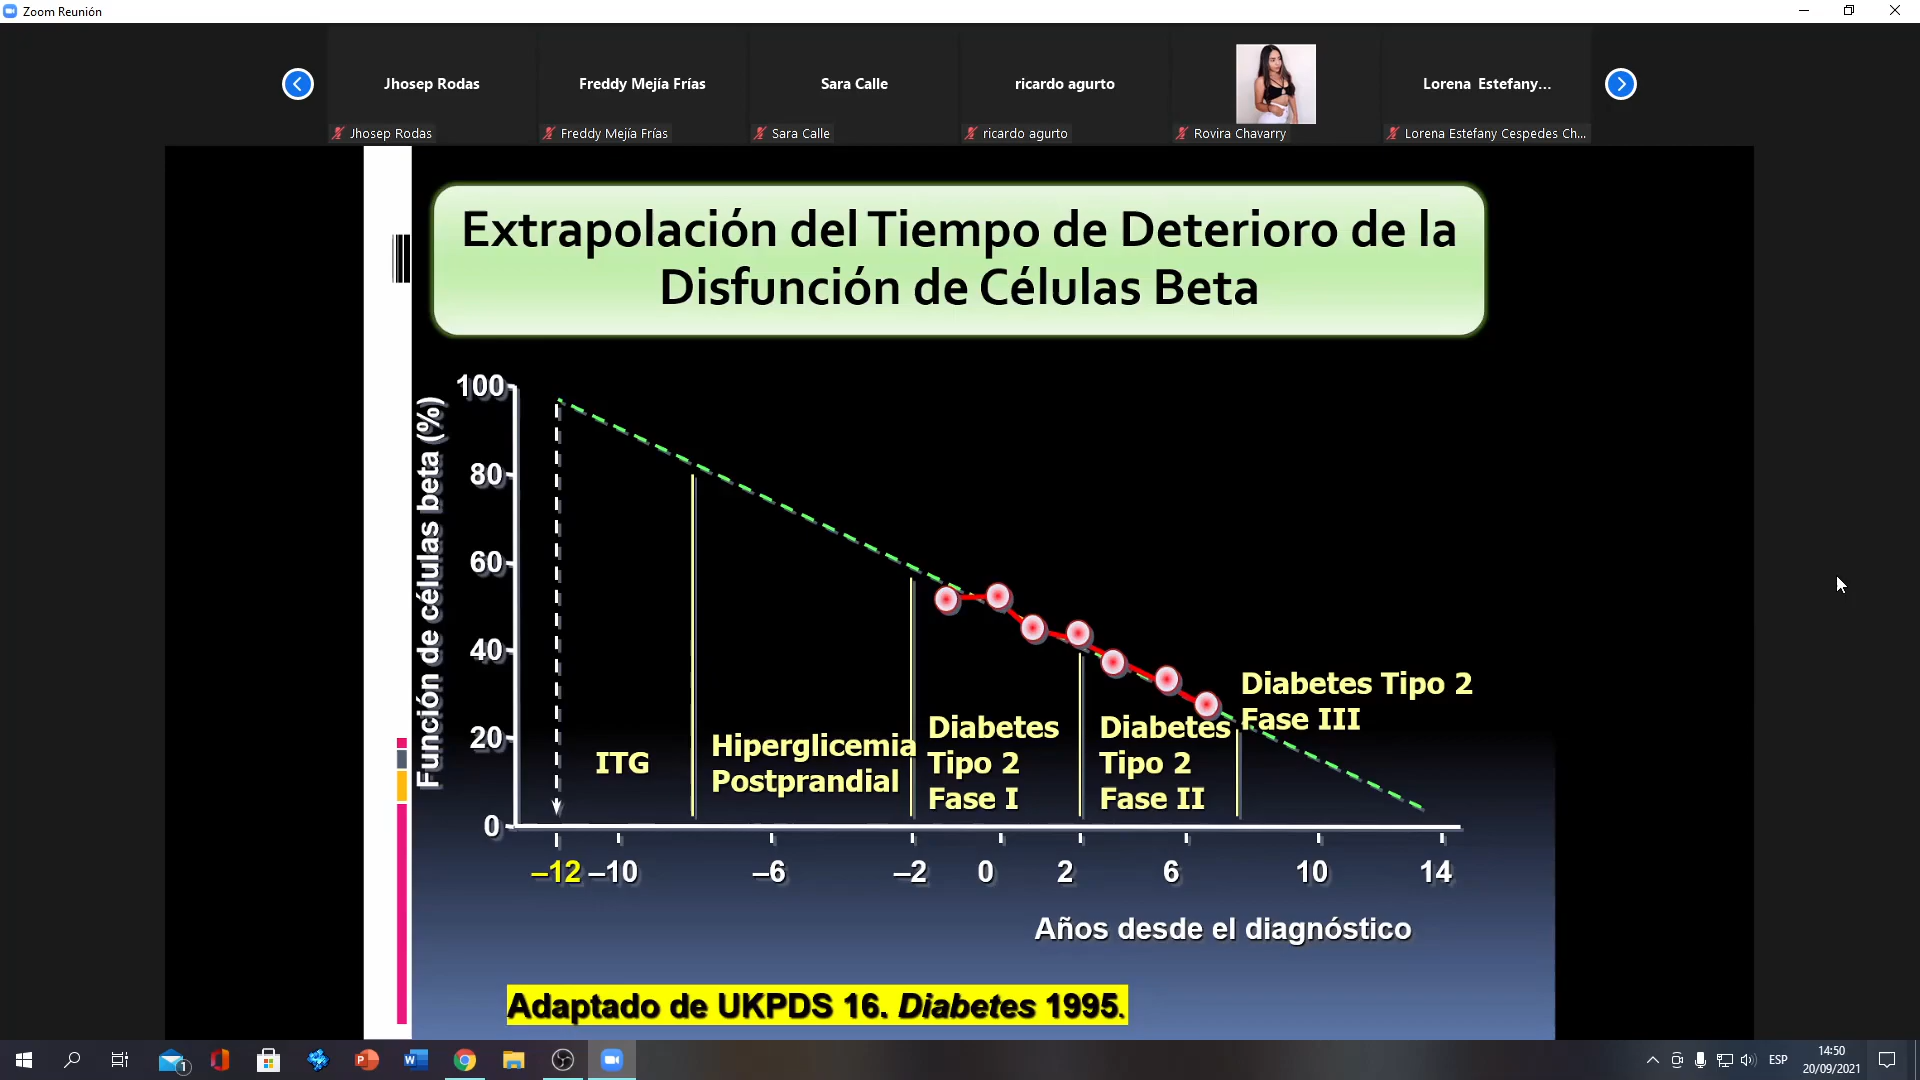 Zoom Reunión
Jhosep Rodas
Freddy Mejía Frías
Sara Calle
ricardo agurto
Lorena Estefany...
Jhosep Rodas
Freddy Mejía Frías
Sara Calle
ricardo agurto
Rovira Chavarry
Lorena Estefany Cespedes Ch...
Extrapolación del Tiempo de Deterioro de la
Disfunción de Células Beta
Función de células beta (%)
100
80
60
40
20
0
ITG
Hiperglicemia
Postprandial
Diabetes
Tipo 2
Fase I
Diabetes
Tipo 2
Fase II
Diabetes Tipo 2
Fase III
–12 –10 –6 –2 0 2 6 10 14
Años desde el diagnóstico
Adaptado de UKPDS 16. Diabetes 1995.
1
ESP
14:50
20/09/2021